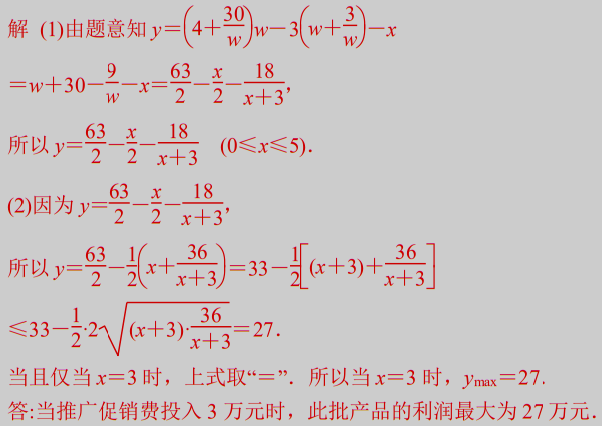 解 (1)由题意知 y=(4+30/w)w-3(w+3/w)-x
=w+30-9/w-x=63/2-x/2-18/(x+3),
所以 y=63/2-x/2-18/(x+3) (0≤x≤5).
(2)因为 y=63/2-x/2-18/(x+3),
所以 y=63/2-1/2(x+36/(x+3))=33-1/2[(x+3)+36/(x+3)]
≤33-1/2·2√((x+3)·36/(x+3))=27.
当且仅当 x=3 时，上式取“=”．所以当 x=3 时，ymax=27.
答:当推广促销费投入 3 万元时，此批产品的利润最大为 27 万元．